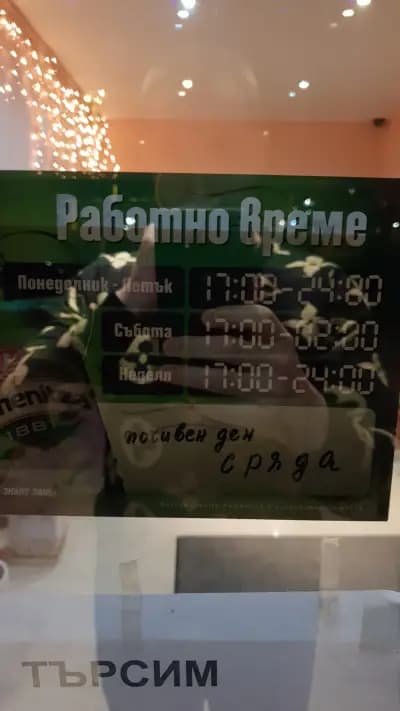 Работно време
Понеделник - Петък 17:00-24:00
Събота 17:00-02:00
Неделя 17:00-24:00
почивен ден
сряда
ТЪРСИМ